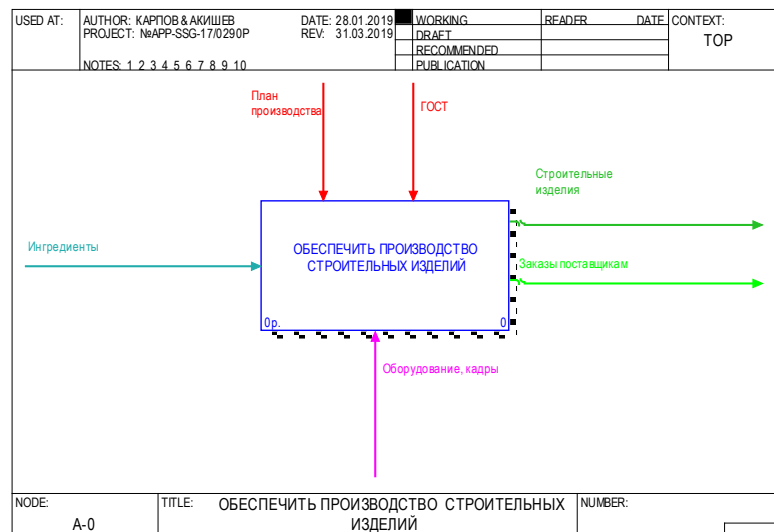 USED AT:
AUTHOR: КАРПОВ & АКИШЕВ
DATE: 28.01.2019
WORKING
READER
DATE
CONTEXT:
PROJECT: №APP-SSG-17/0290P
REV: 31.03.2019
DRAFT
TOP
RECOMMENDED
NOTES: 1 2 3 4 5 6 7 8 9 10
PUBLICATION
План
производства
ГОСТ
Строительные
изделия
Ингредиенты
ОБЕСПЕЧИТЬ ПРОИЗВОДСТВО
СТРОИТЕЛЬНЫХ ИЗДЕЛИЙ
Заказы поставщикам
0р.
0
Оборудование, кадры
NODE:
A-0
TITLE:
ОБЕСПЕЧИТЬ ПРОИЗВОДСТВО СТРОИТЕЛЬНЫХ
ИЗДЕЛИЙ
NUMBER: